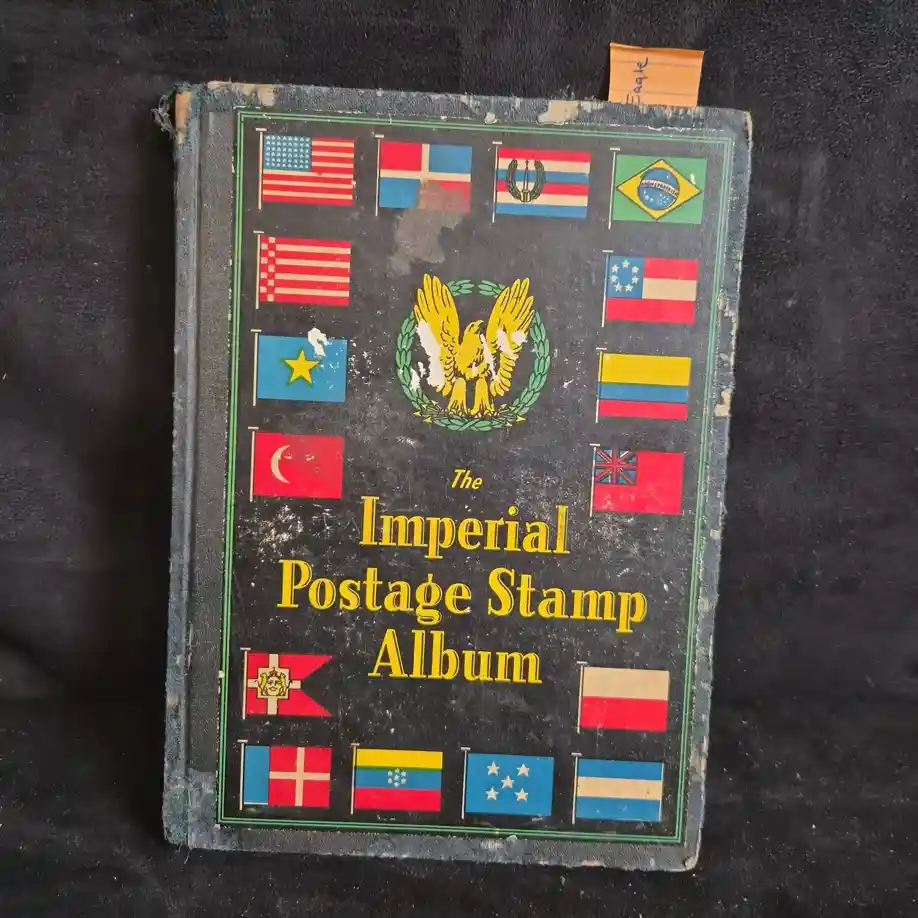 Eagle
The
Imperial
Postage Stamp
Album